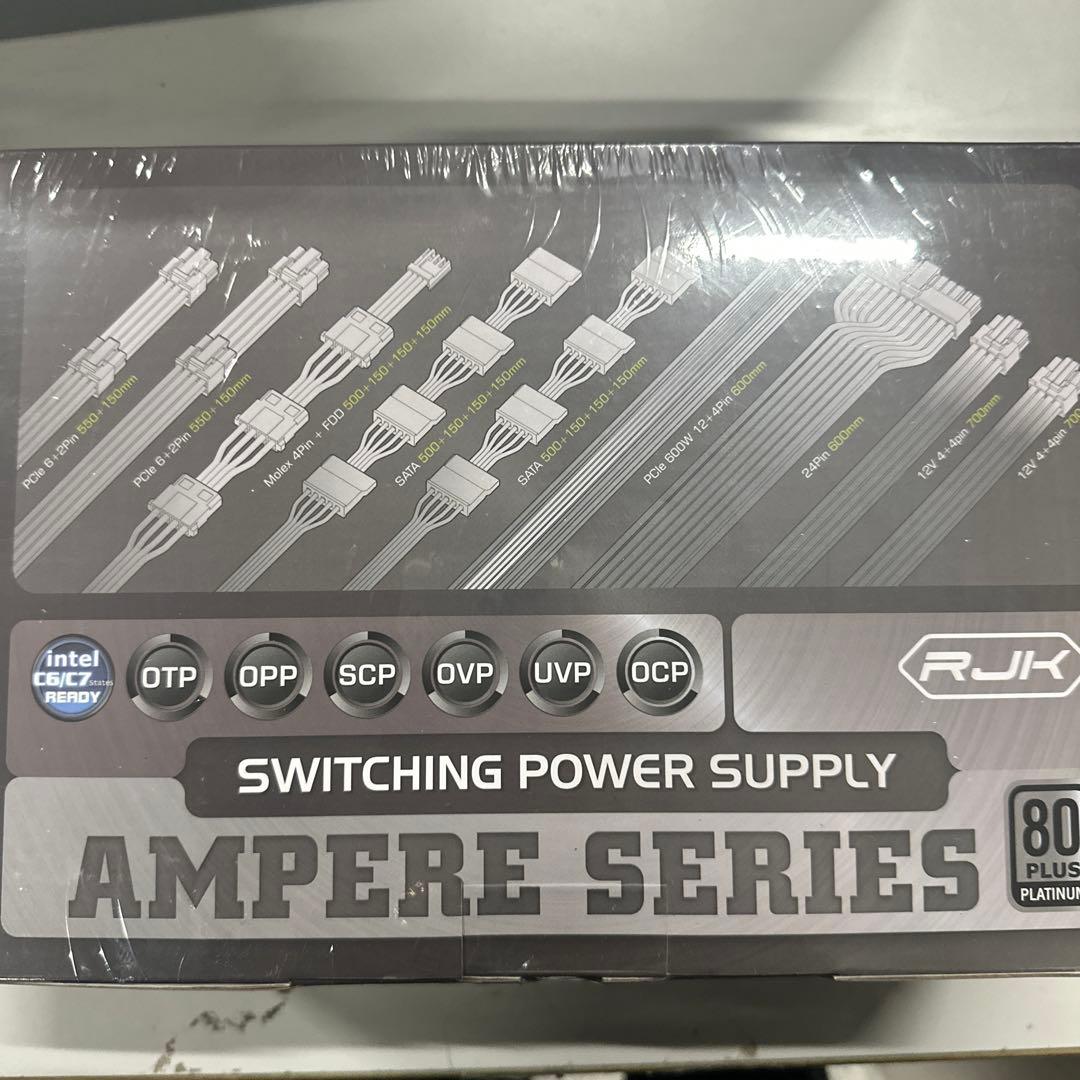 PCIe 6+2Pin 550+150mm
PCIe 6+2Pin 550+150mm
Molex 4Pin + FDD 500+150+150+150mm
SATA 500+150+150+150mm
SATA 500+150+150+150mm
PCIe 600W 12+4Pin 600mm
24Pin 600mm
12V 4+4pin 700mm
12V 4+4pin 700
intel
C6/C7 States
READY
OTP
OPP
SCP
OVP
UVP
OCP
RJK
SWITCHING POWER SUPPLY
AMPERE SERIES
80
PLUS
PLATINUM